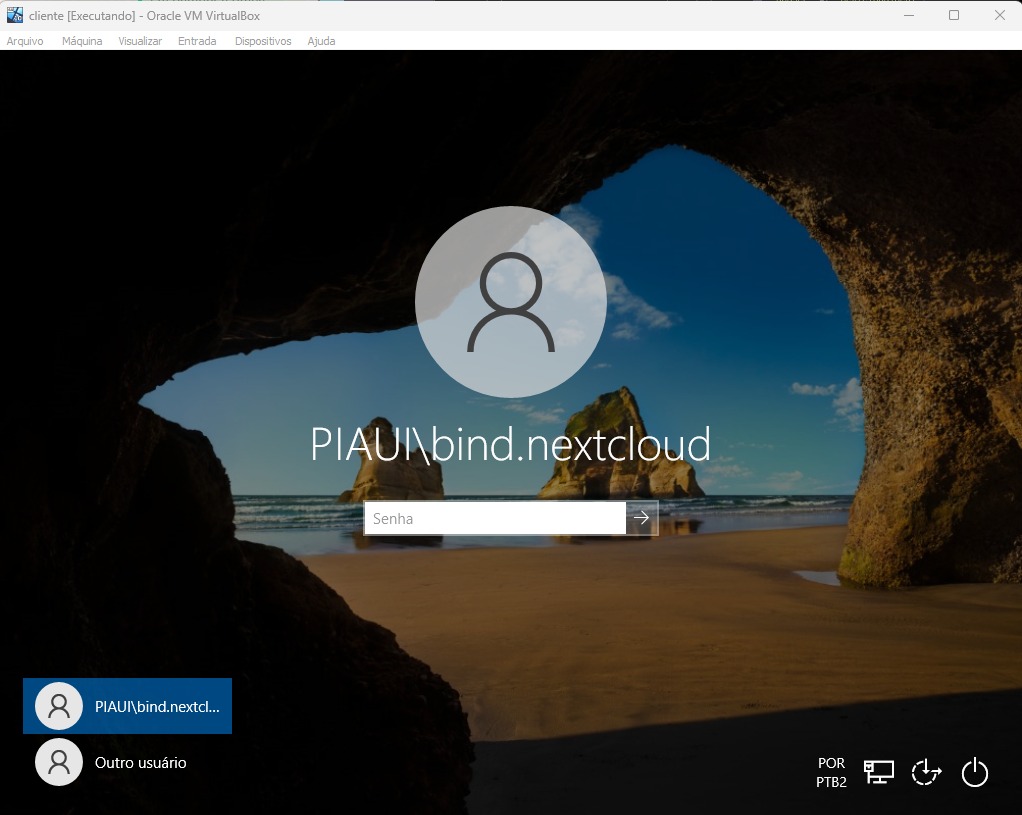 cliente [Executando] - Oracle VM VirtualBox
Arquivo Máquina Visualizar Entrada Dispositivos Ajuda
PIAUI\bind.nextcloud
Senha
PIAUI\bind.nextcl...
Outro usuário
POR
PTB2